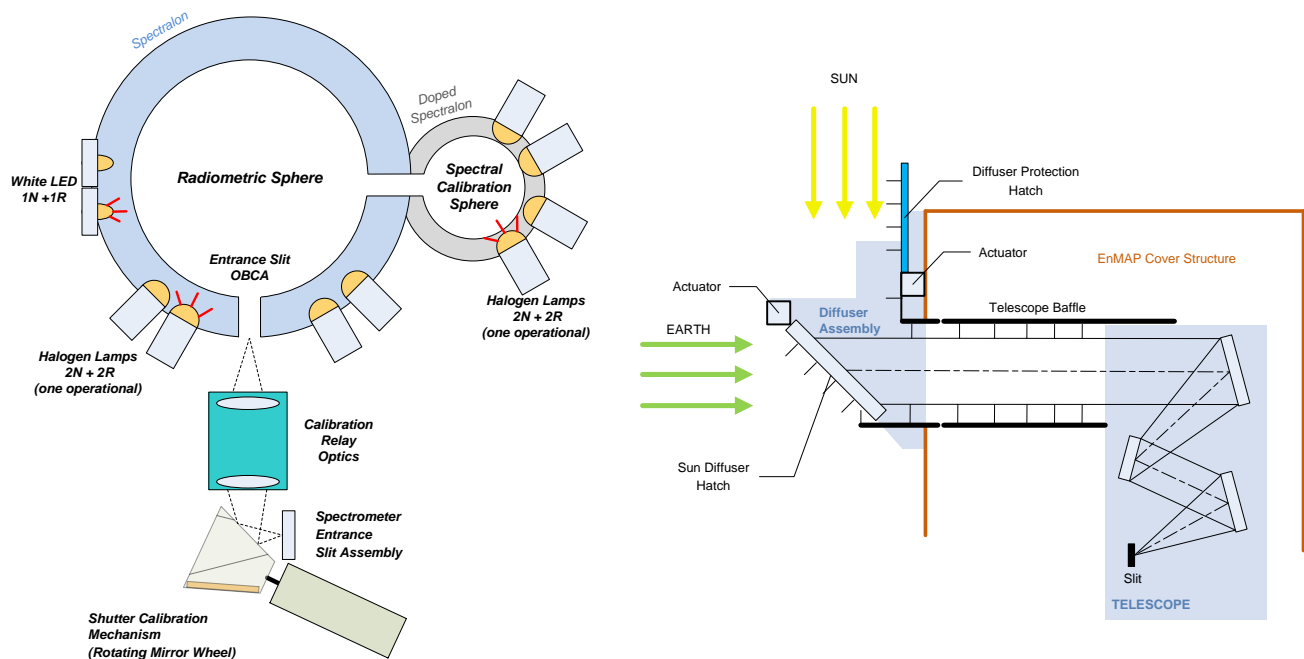 Spectralon
Doped
Spectralon
White LED
1N +1R
Radiometric Sphere
Spectral
Calibration
Sphere
Entrance Slit
OBCA
Halogen Lamps
2N + 2R
(one operational)
Halogen Lamps
2N + 2R
(one operational)
Calibration
Relay
Optics
Spectrometer
Entrance
Slit Assembly
Shutter Calibration
Mechanism
(Rotating Mirror Wheel)
SUN
Diffuser Protection
Hatch
Actuator
EnMAP Cover Structure
Actuator
Diffuser
Assembly
Telescope Baffle
EARTH
Sun Diffuser
Hatch
Slit
TELESCOPE